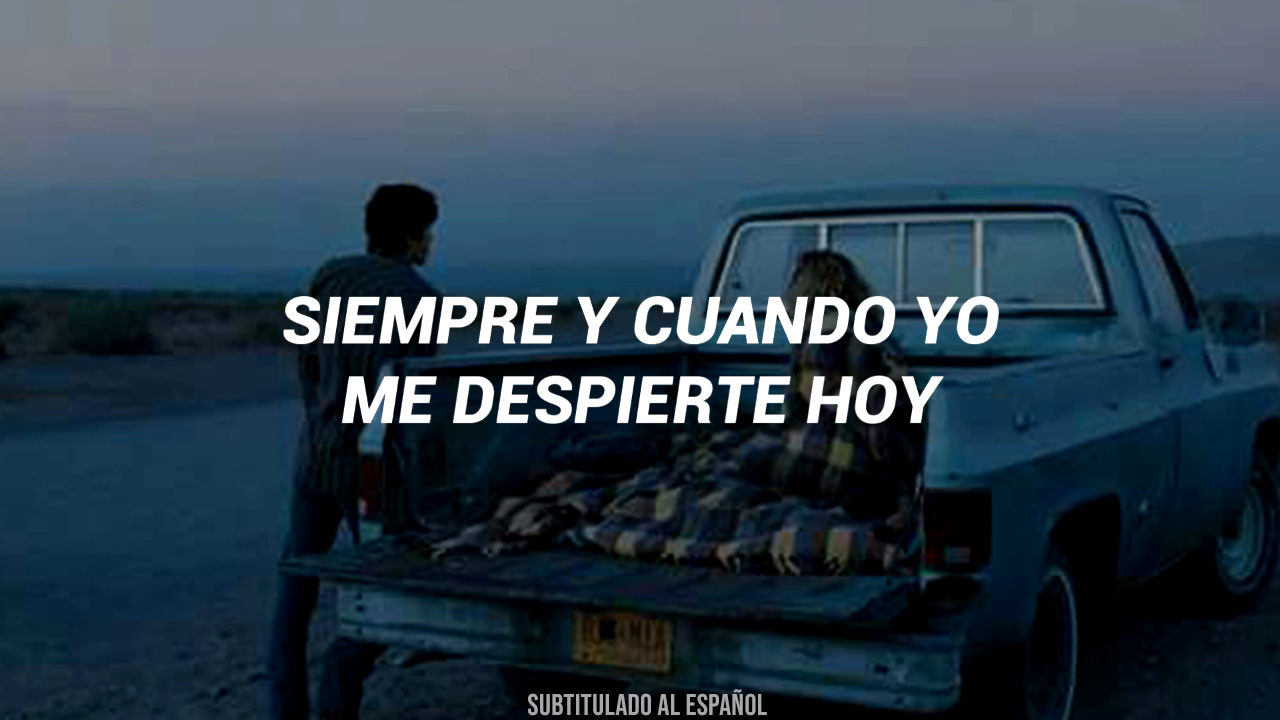 SIEMPRE Y CUANDO YO
ME DESPIERTE HOY
SUBTITULADO AL ESPAÑOL